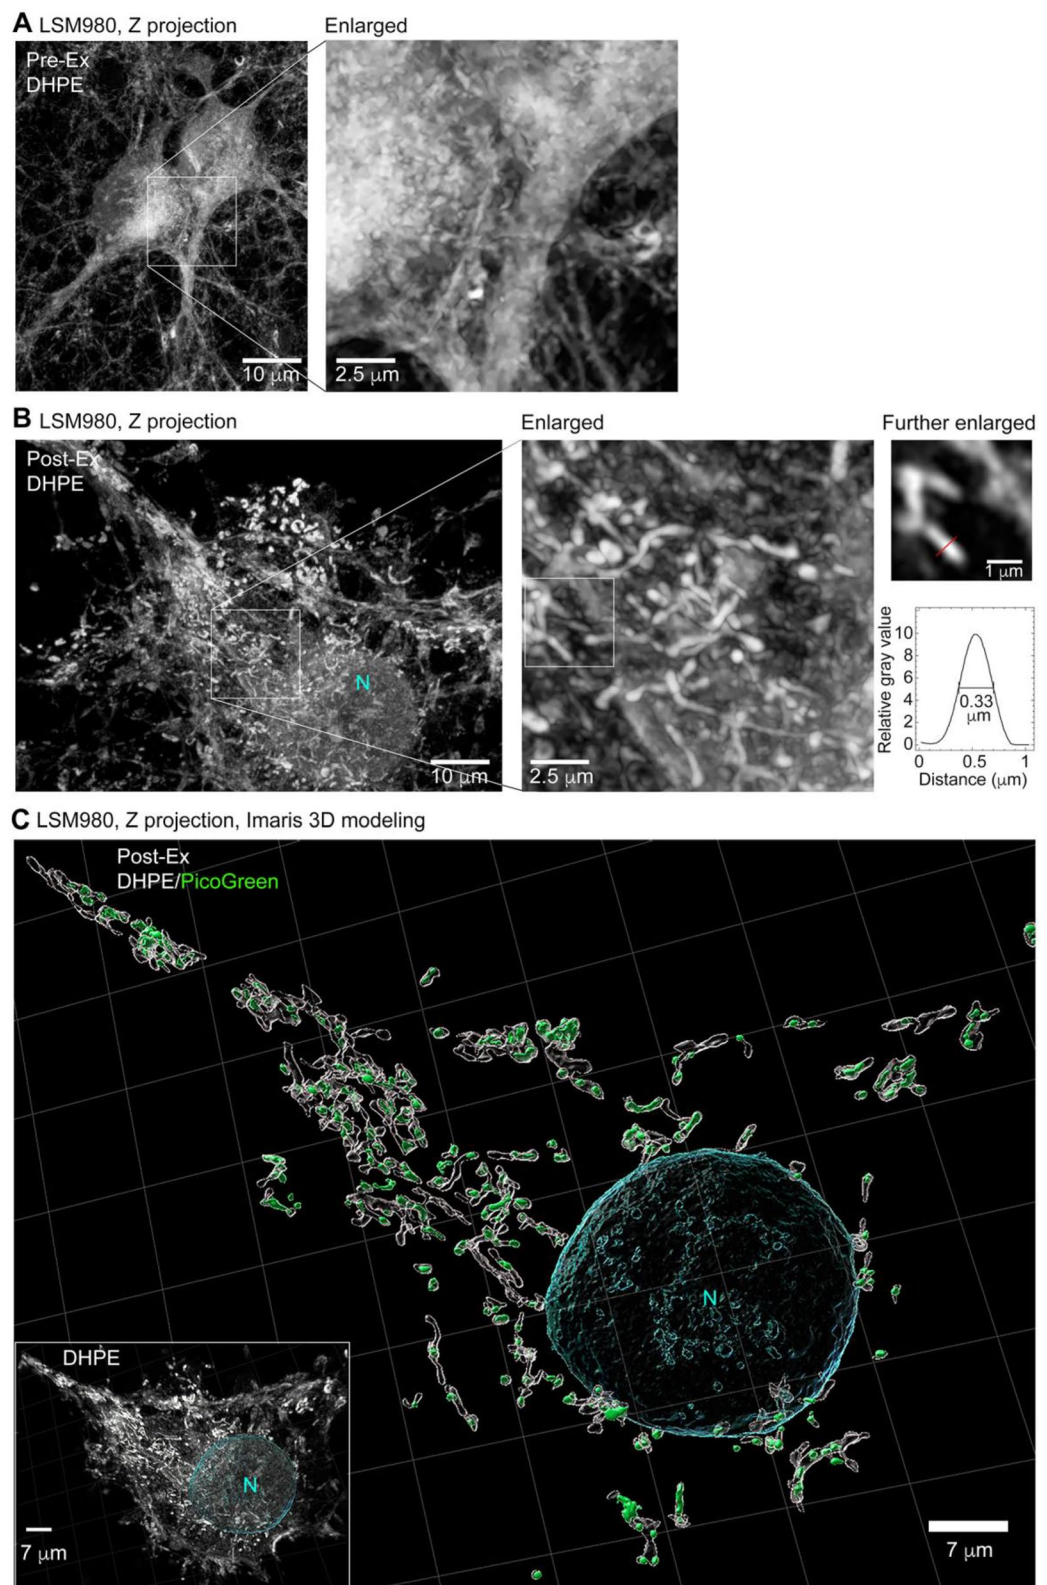 A LSM980, Z projection
Enlarged
Pre-Ex
DHPE
10 μm
2.5 μm
B LSM980, Z projection
Enlarged
Further enlarged
Post-Ex
DHPE
N
10 μm
2.5 μm
1 μm
Relative gray value
10
8
6
4
2
0
0.33
μm
0
0.5
1
Distance (μm)
C LSM980, Z projection, Imaris 3D modeling
Post-Ex
DHPE/PicoGreen
N
DHPE
N
7 μm
7 μm